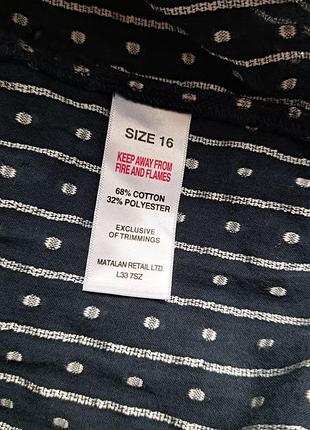 SIZE 16
KEEP AWAY FROM
FIRE AND FLAMES
68% COTTON
32% POLYESTER
EXCLUSIVE
OF TRIMMINGS
MATALAN RETAIL LTD.
L33 7SZ